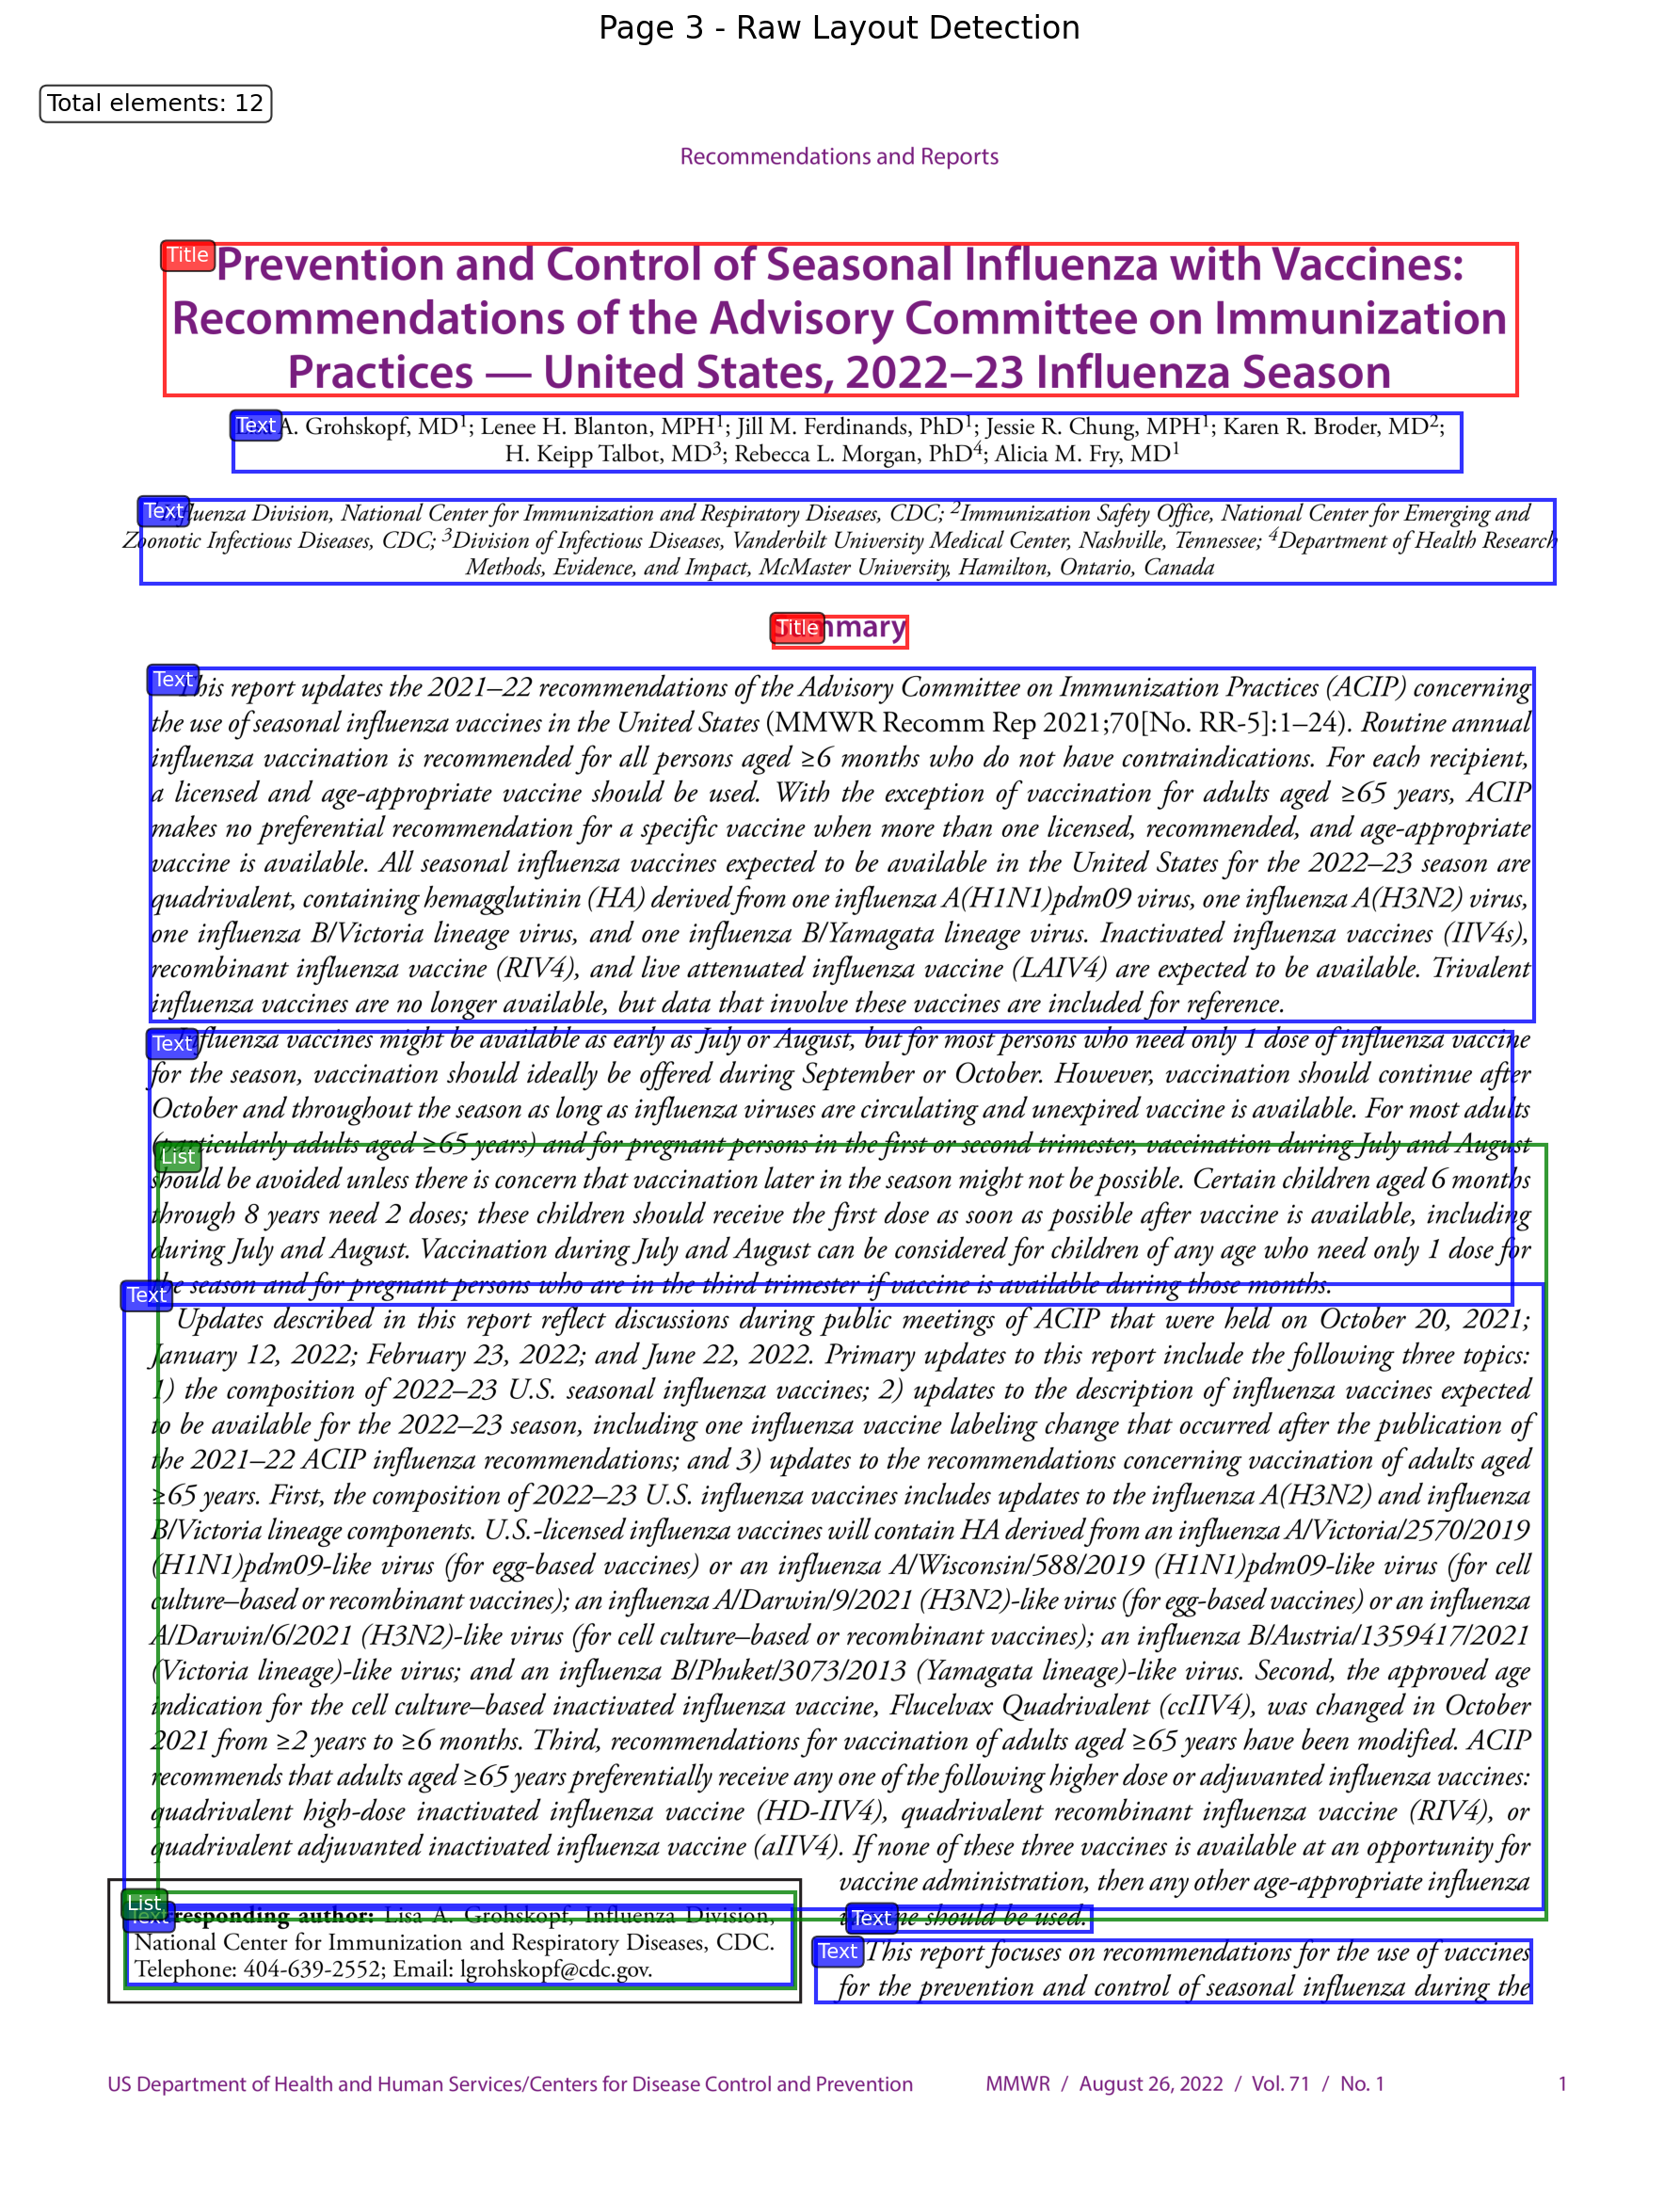 Page 3 - Raw Layout Detection
Total elements: 12
Recommendations and Reports
Title
Prevention and Control of Seasonal Influenza with Vaccines:
Recommendations of the Advisory Committee on Immunization
Practices — United States, 2022–23 Influenza Season
Text
A. Grohskopf, MD1; Lenee H. Blanton, MPH1; Jill M. Ferdinands, PhD1; Jessie R. Chung, MPH1; Karen R. Broder, MD2;
H. Keipp Talbot, MD3; Rebecca L. Morgan, PhD4; Alicia M. Fry, MD1
Text
Influenza Division, National Center for Immunization and Respiratory Diseases, CDC; 2Immunization Safety Office, National Center for Emerging and
Zoonotic Infectious Diseases, CDC; 3Division of Infectious Diseases, Vanderbilt University Medical Center, Nashville, Tennessee; 4Department of Health Research
Methods, Evidence, and Impact, McMaster University, Hamilton, Ontario, Canada
Title
Summary
Text
This report updates the 2021–22 recommendations of the Advisory Committee on Immunization Practices (ACIP) concerning
the use of seasonal influenza vaccines in the United States (MMWR Recomm Rep 2021;70[No. RR-5]:1–24). Routine annual
influenza vaccination is recommended for all persons aged ≥6 months who do not have contraindications. For each recipient,
a licensed and age-appropriate vaccine should be used. With the exception of vaccination for adults aged ≥65 years, ACIP
makes no preferential recommendation for a specific vaccine when more than one licensed, recommended, and age-appropriate
vaccine is available. All seasonal influenza vaccines expected to be available in the United States for the 2022–23 season are
quadrivalent, containing hemagglutinin (HA) derived from one influenza A(H1N1)pdm09 virus, one influenza A(H3N2) virus,
one influenza B/Victoria lineage virus, and one influenza B/Yamagata lineage virus. Inactivated influenza vaccines (IIV4s),
recombinant influenza vaccine (RIV4), and live attenuated influenza vaccine (LAIV4) are expected to be available. Trivalent
influenza vaccines are no longer available, but data that involve these vaccines are included for reference.
Text
Influenza vaccines might be available as early as July or August, but for most persons who need only 1 dose of influenza vaccine
for the season, vaccination should ideally be offered during September or October. However, vaccination should continue after
October and throughout the season as long as influenza viruses are circulating and unexpired vaccine is available. For most adults
(particularly adults aged ≥65 years) and for pregnant persons in the first or second trimester, vaccination during July and August
List
should be avoided unless there is concern that vaccination later in the season might not be possible. Certain children aged 6 months
through 8 years need 2 doses; these children should receive the first dose as soon as possible after vaccine is available, including
during July and August. Vaccination during July and August can be considered for children of any age who need only 1 dose for
the season and for pregnant persons who are in the third trimester if vaccine is available during those months.
Text
Updates described in this report reflect discussions during public meetings of ACIP that were held on October 20, 2021;
January 12, 2022; February 23, 2022; and June 22, 2022. Primary updates to this report include the following three topics:
1) the composition of 2022–23 U.S. seasonal influenza vaccines; 2) updates to the description of influenza vaccines expected
to be available for the 2022–23 season, including one influenza vaccine labeling change that occurred after the publication of
the 2021–22 ACIP influenza recommendations; and 3) updates to the recommendations concerning vaccination of adults aged
≥65 years. First, the composition of 2022–23 U.S. influenza vaccines includes updates to the influenza A(H3N2) and influenza
B/Victoria lineage components. U.S.-licensed influenza vaccines will contain HA derived from an influenza A/Victoria/2570/2019
(H1N1)pdm09-like virus (for egg-based vaccines) or an influenza A/Wisconsin/588/2019 (H1N1)pdm09-like virus (for cell
culture–based or recombinant vaccines); an influenza A/Darwin/9/2021 (H3N2)-like virus (for egg-based vaccines) or an influenza
A/Darwin/6/2021 (H3N2)-like virus (for cell culture–based or recombinant vaccines); an influenza B/Austria/1359417/2021
(Victoria lineage)-like virus; and an influenza B/Phuket/3073/2013 (Yamagata lineage)-like virus. Second, the approved age
indication for the cell culture–based inactivated influenza vaccine, Flucelvax Quadrivalent (ccIIV4), was changed in October
2021 from ≥2 years to ≥6 months. Third, recommendations for vaccination of adults aged ≥65 years have been modified. ACIP
recommends that adults aged ≥65 years preferentially receive any one of the following higher dose or adjuvanted influenza vaccines:
quadrivalent high-dose inactivated influenza vaccine (HD-IIV4), quadrivalent recombinant influenza vaccine (RIV4), or
quadrivalent adjuvanted inactivated influenza vaccine (aIIV4). If none of these three vaccines is available at an opportunity for
vaccine administration, then any other age-appropriate influenza
Text
vaccine should be used.
Text
This report focuses on recommendations for the use of vaccines
for the prevention and control of seasonal influenza during the
List
Text
Corresponding author: Lisa A. Grohskopf, Influenza Division,
National Center for Immunization and Respiratory Diseases, CDC.
Telephone: 404-639-2552; Email: lgrohskopf@cdc.gov.
US Department of Health and Human Services/Centers for Disease Control and Prevention
MMWR / August 26, 2022 / Vol. 71 / No. 1
1